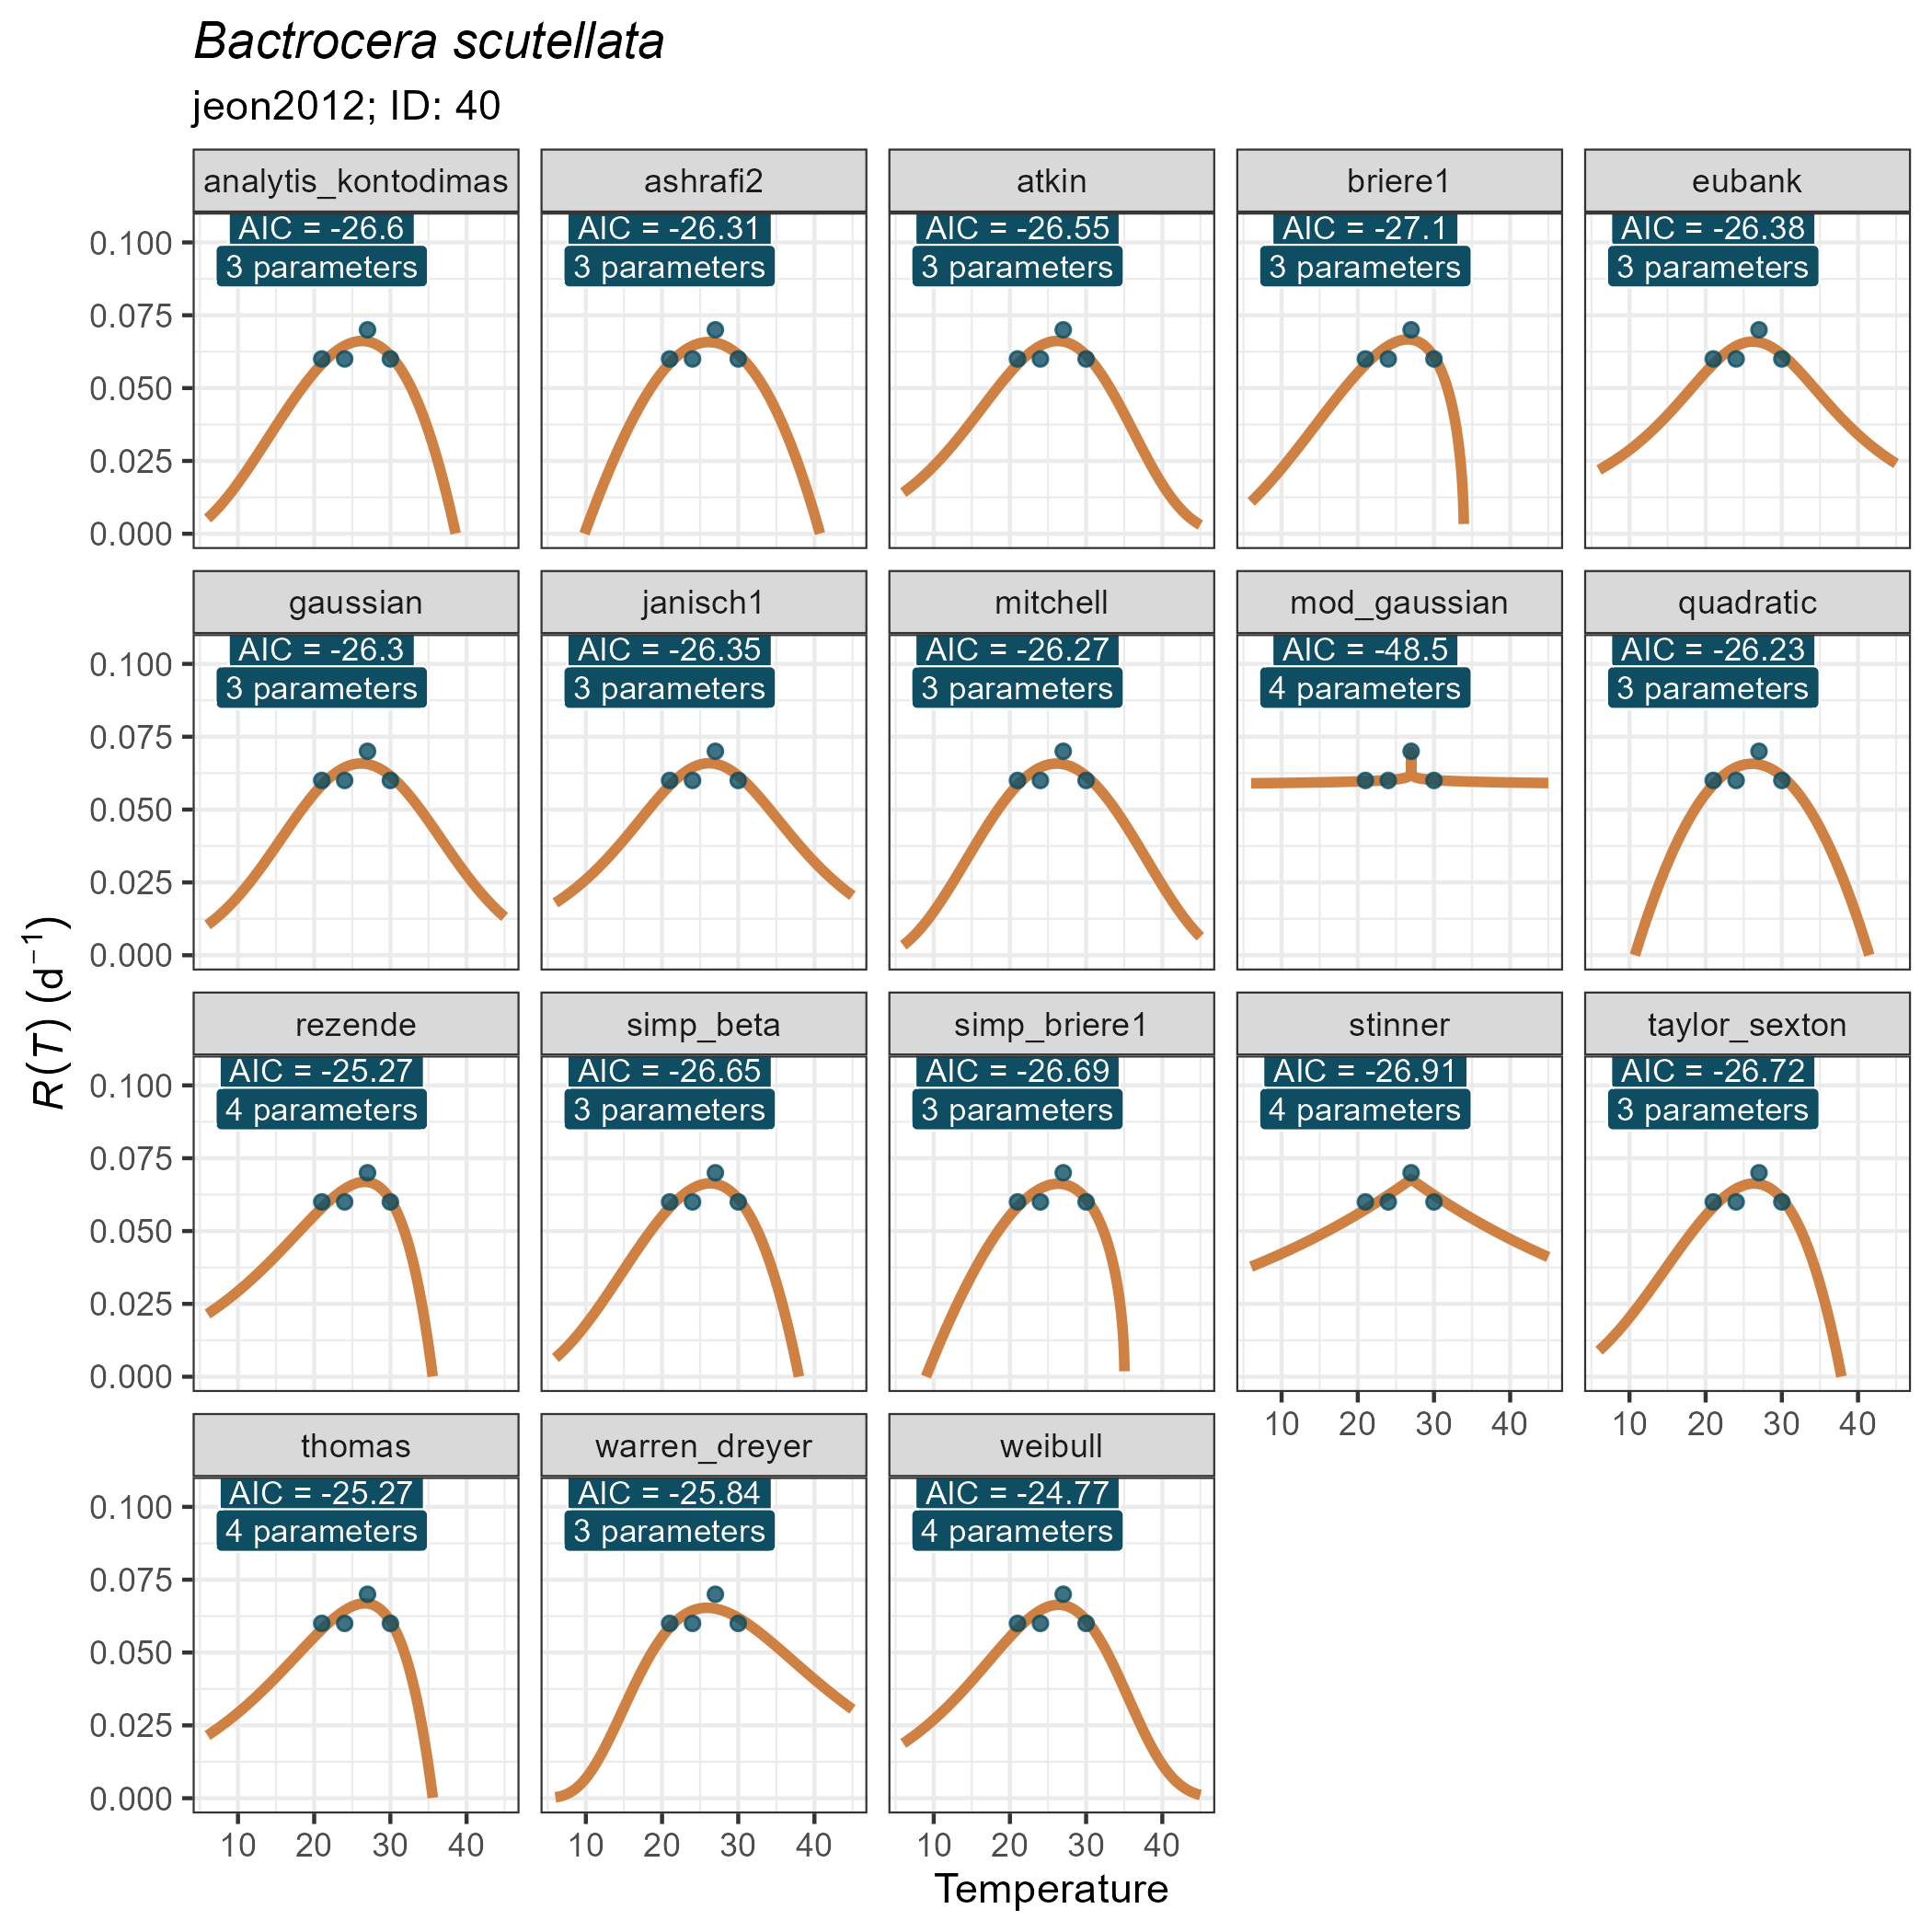 Bactrocera scutellata
jeon2012; ID: 40
analytis_kontodimas ashrafi2 atkin briere1 eubank
AIC = -26.6 AIC = -26.31 AIC = -26.55 AIC = -27.1 AIC = -26.38
3 parameters 3 parameters 3 parameters 3 parameters 3 parameters
0.100
0.075
0.050
0.025
0.000
gaussian janisch1 mitchell mod_gaussian quadratic
AIC = -26.3 AIC = -26.35 AIC = -26.27 AIC = -48.5 AIC = -26.23
3 parameters 3 parameters 3 parameters 4 parameters 3 parameters
0.100
0.075
0.050
0.025
0.000
R(T) (d⁻¹)
rezende simp_beta simp_briere1 stinner taylor_sexton
AIC = -25.27 AIC = -26.65 AIC = -26.69 AIC = -26.91 AIC = -26.72
4 parameters 3 parameters 3 parameters 4 parameters 3 parameters
0.100
0.075
0.050
0.025
0.000
10 20 30 40 10 20 30 40
thomas warren_dreyer weibull
AIC = -25.27 AIC = -25.84 AIC = -24.77
4 parameters 3 parameters 4 parameters
0.100
0.075
0.050
0.025
0.000
10 20 30 40 10 20 30 40 10 20 30 40
Temperature